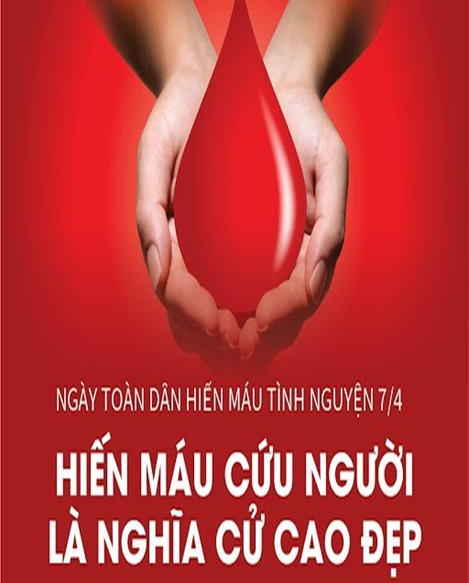 NGÀY TOÀN DÂN HIẾN MÁU TÌNH NGUYỆN 7/4
HIẾN MÁU CỨU NGƯỜI
LÀ NGHĨA CỬ CAO ĐẸP